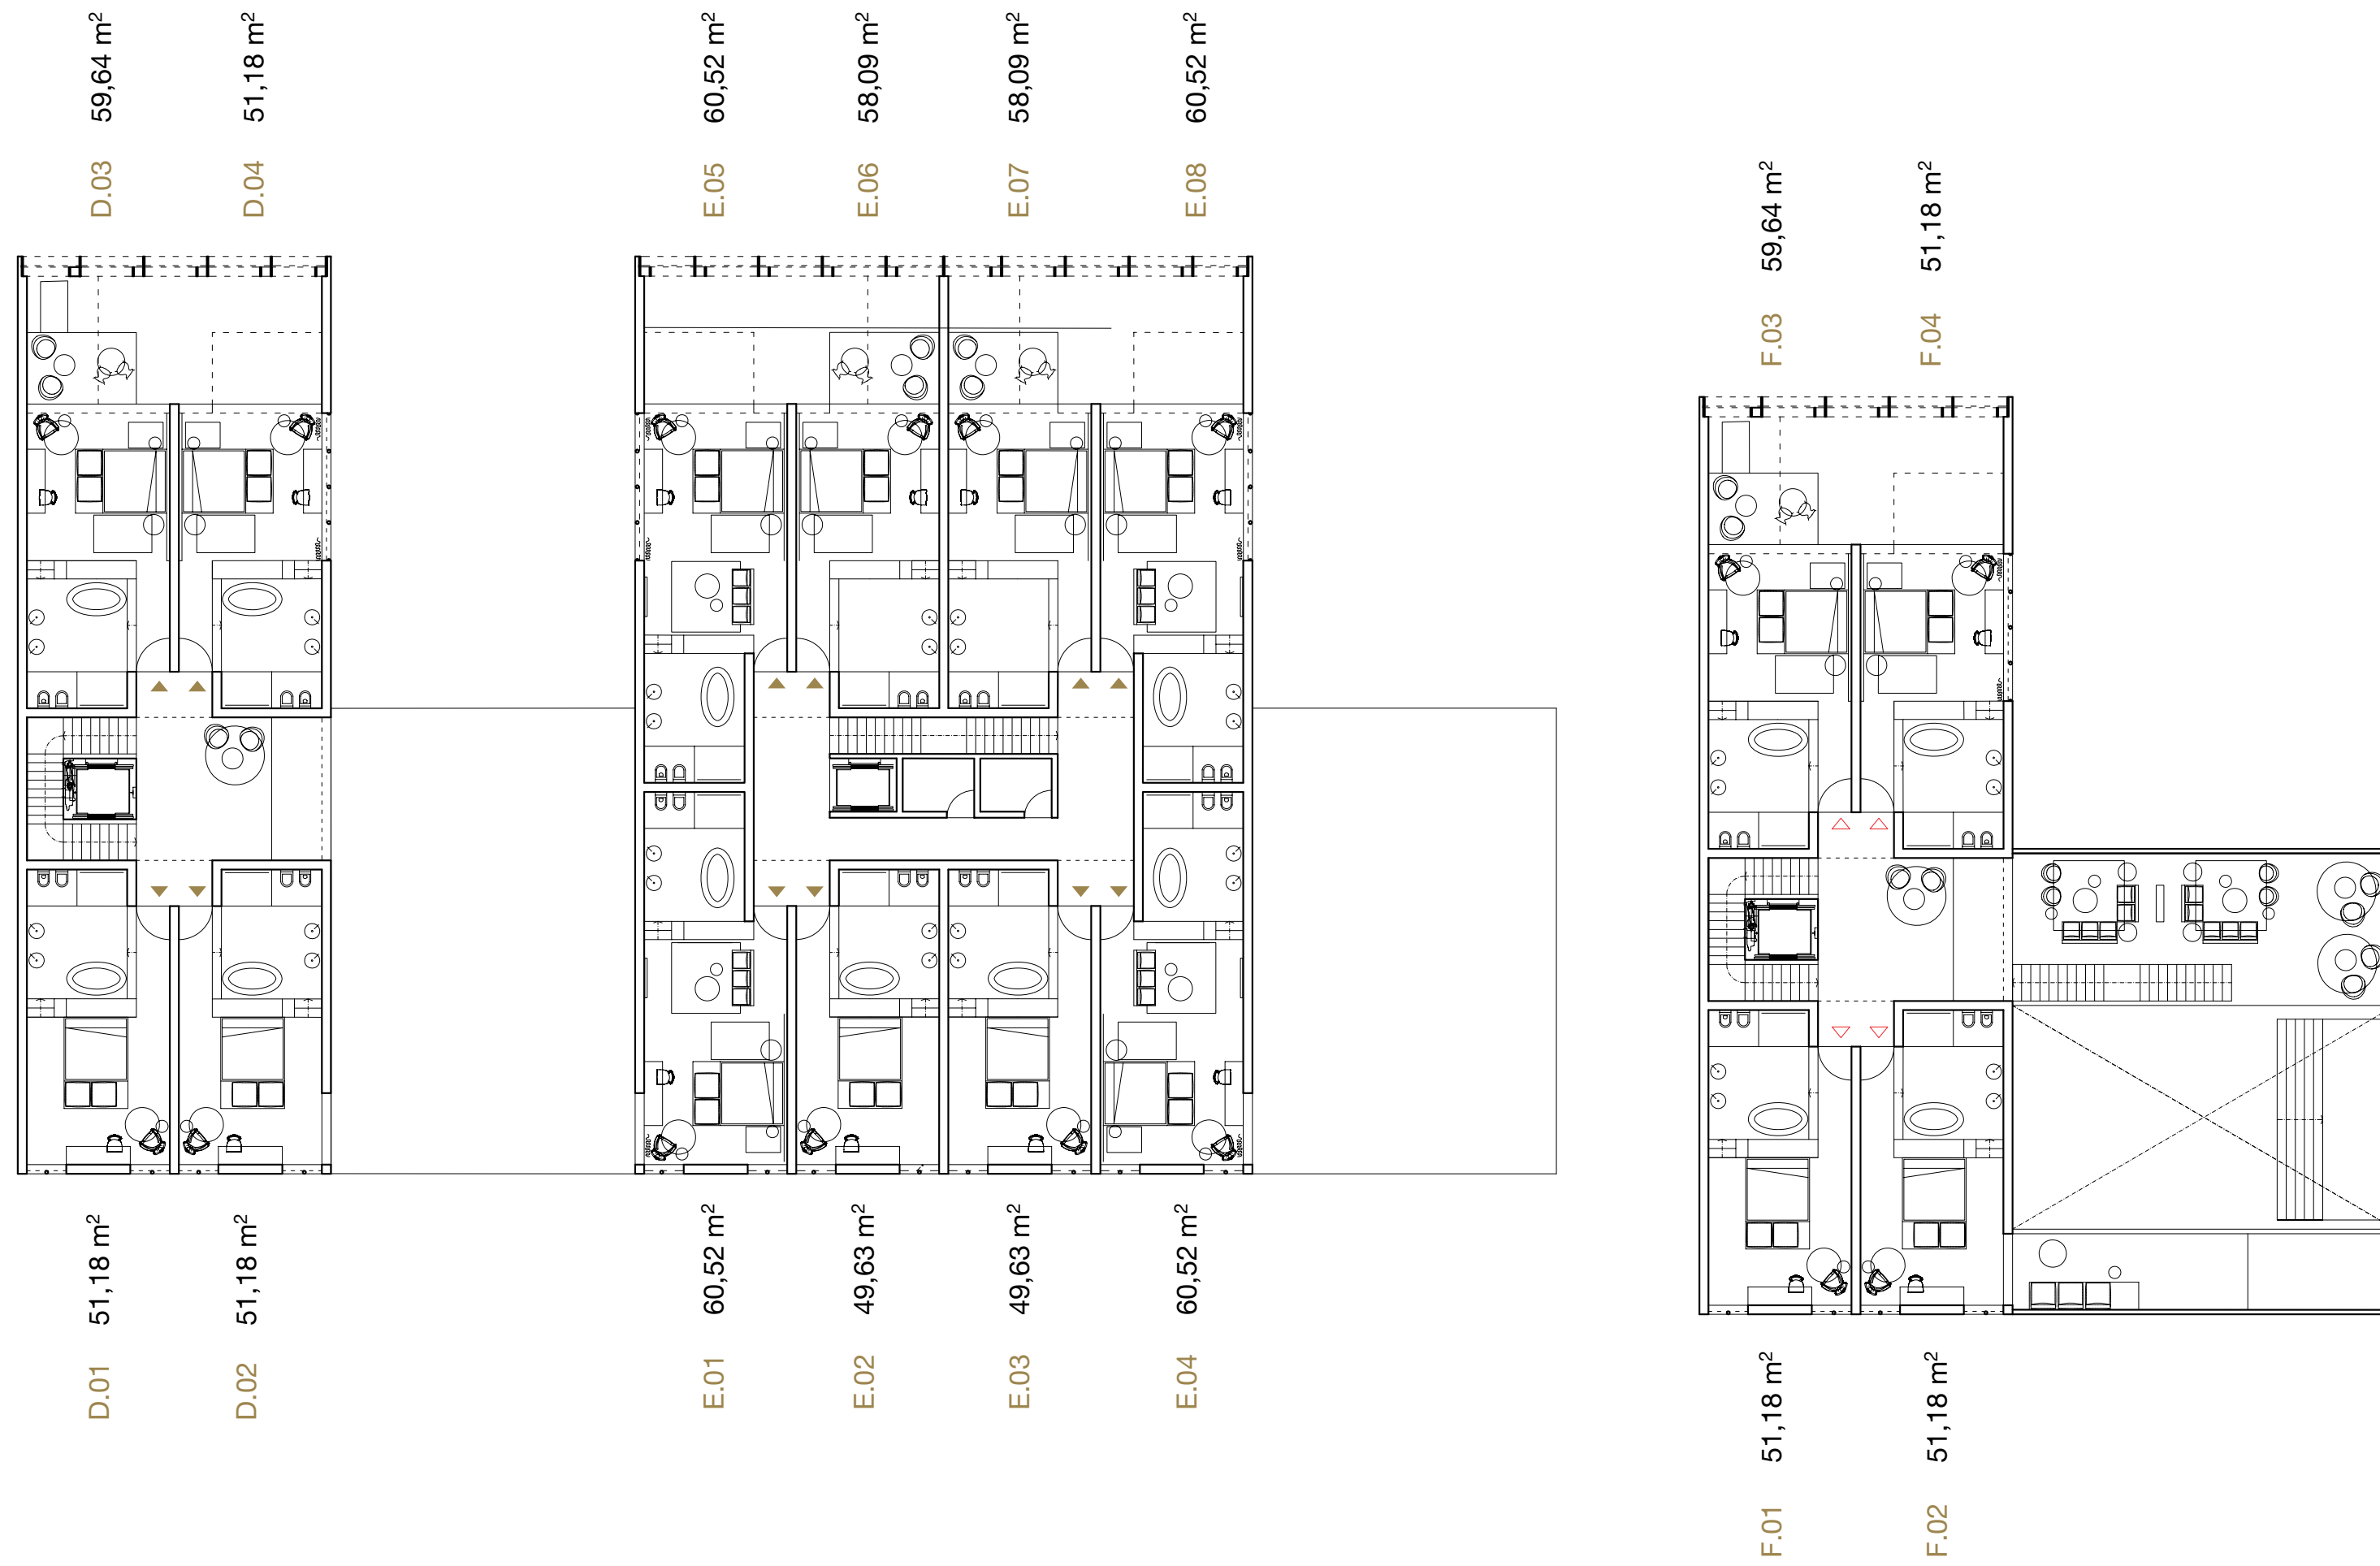 D.03 59,64 m²
D.04 51,18 m²
E.05 60,52 m²
E.06 58,09 m²
E.07 58,09 m²
E.08 60,52 m²
F.03 59,64 m²
F.04 51,18 m²
D.01 51,18 m²
D.02 51,18 m²
E.01 60,52 m²
E.02 49,63 m²
E.03 49,63 m²
E.04 60,52 m²
F.01 51,18 m²
F.02 51,18 m²